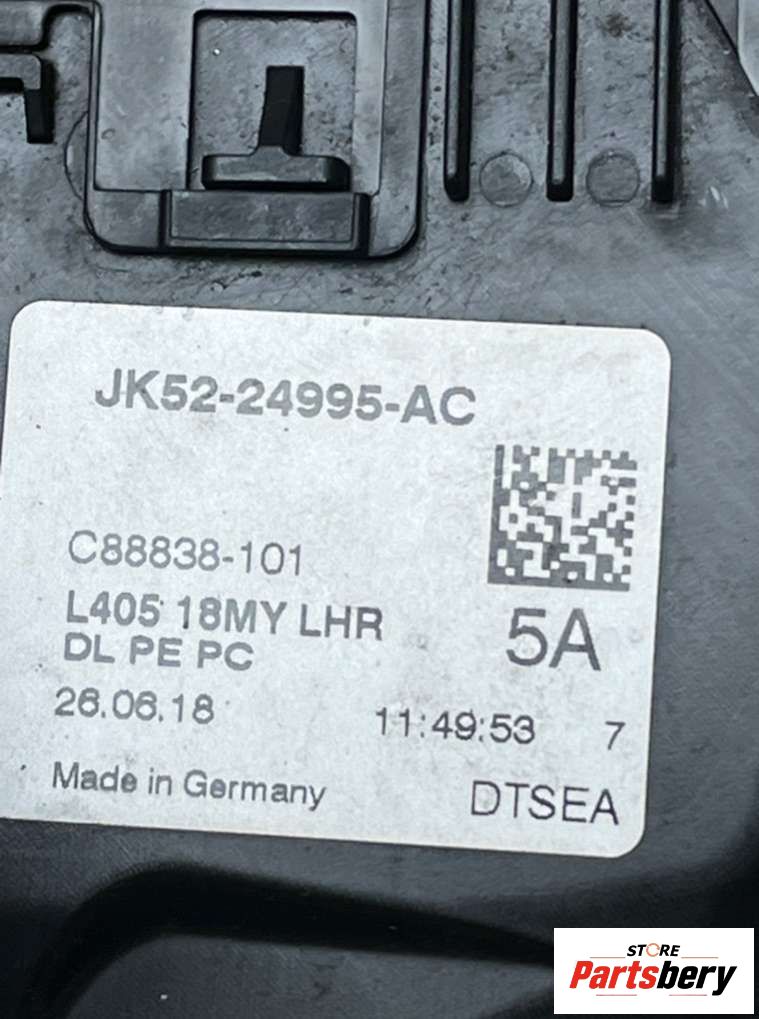 JK52-24995-AC
C88838-101
L405 18MY LHR
DL PE PC
5A
26.06.18 11:49:53 7
Made in Germany DTSEA
STORE
Partsbery